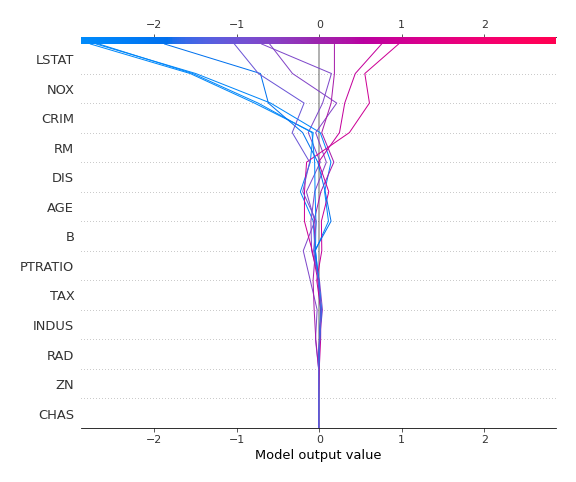 −2 −1 0 1 2
LSTAT
NOX
CRIM
RM
DIS
AGE
B
PTRATIO
TAX
INDUS
RAD
ZN
CHAS
−2 −1 0 1 2
Model output value